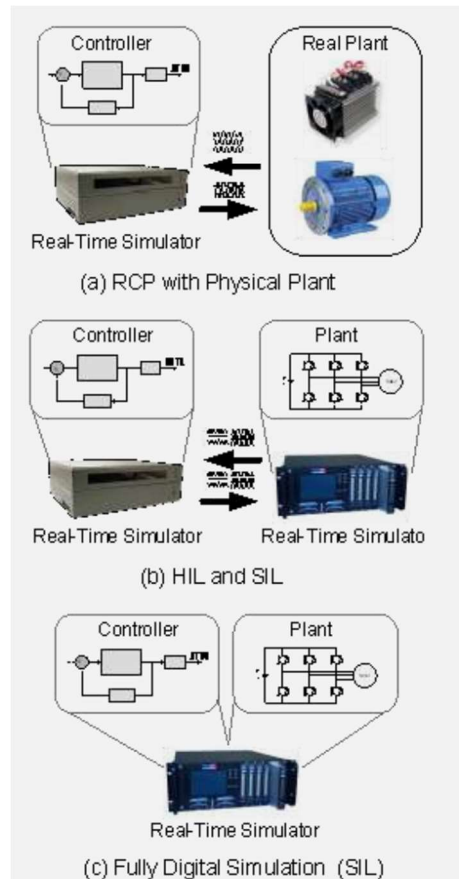 Controller
Real Plant
Real-Time Simulator
(a) RCP with Physical Plant
Controller
Plant
Real-Time Simulator
Real-Time Simulato
(b) HIL and SIL
Controller
Plant
Real-Time Simulator
(c) Fully Digital Simulation (SIL)